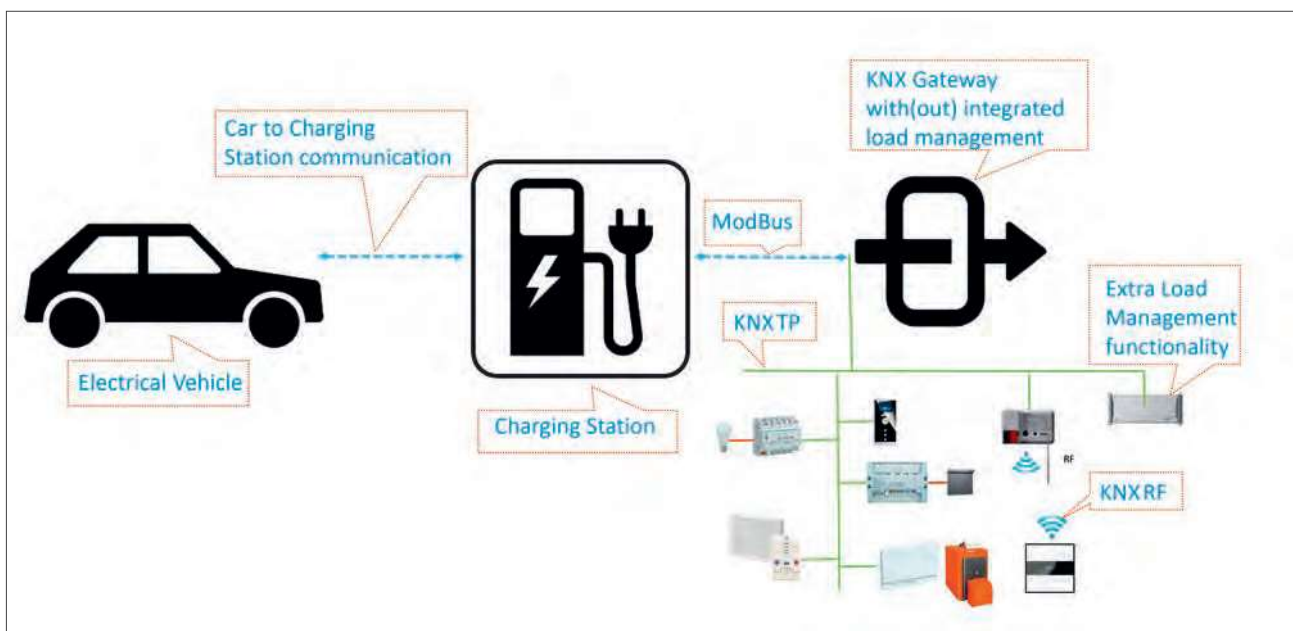 KNX Gateway
with(out) integrated
load management
Car to Charging
Station communication
ModBus
Extra Load
Management
functionality
KNX TP
Electrical Vehicle
Charging Station
RF
KNX RF